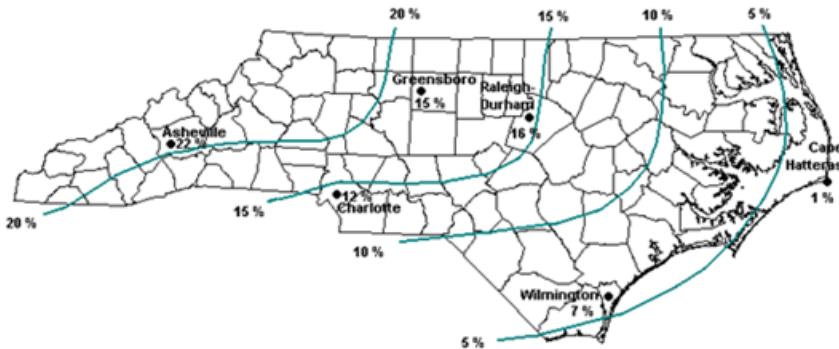 20 %
15 %
10 %
5 %
Greensboro
15 %
Raleigh-
Durham
16 %
Asheville
22 %
Cape
Hatteras
1 %
12 %
Charlotte
20 %
15 %
10 %
Wilmington
7 %
5 %